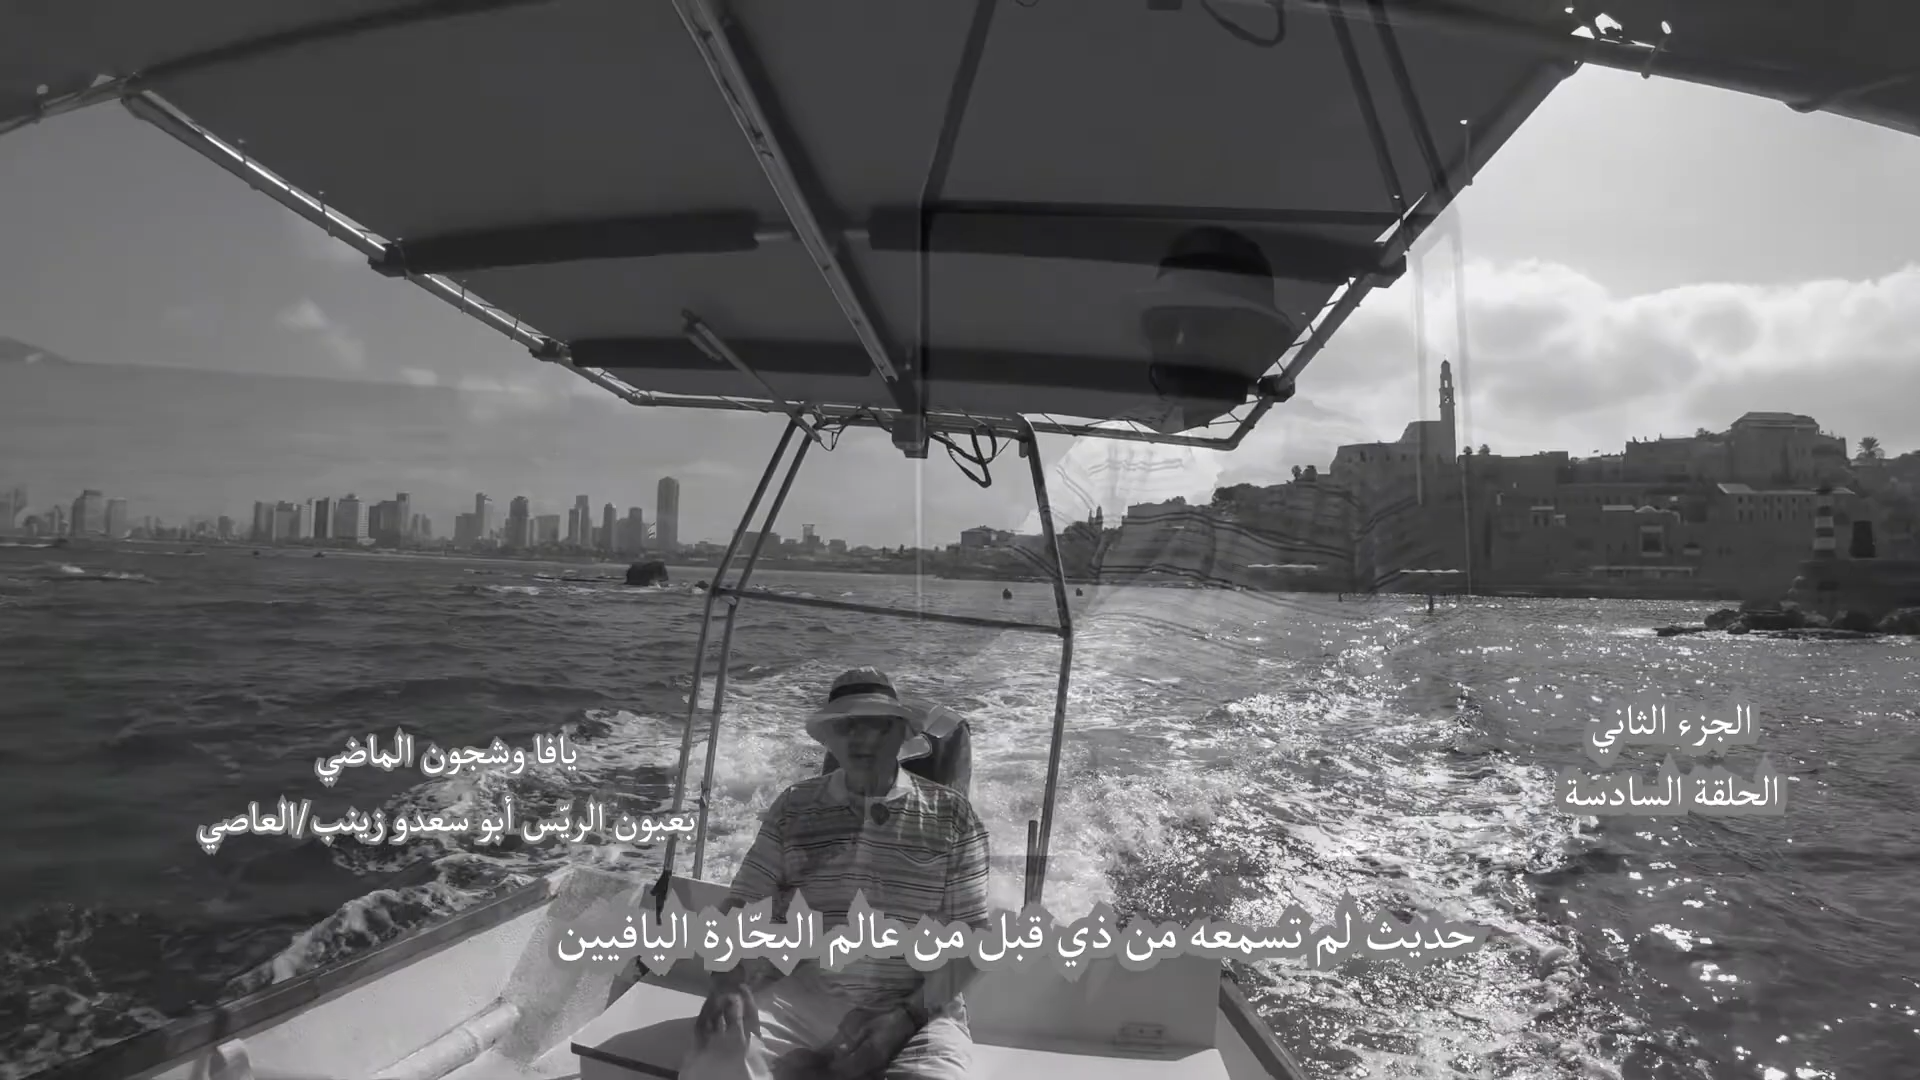 الجزء الثاني
الحلقة السادسة
يافا وشجون الماضي
بعيون الريّس أبو سعدو زينب/العاصي
حديث لم تسمعه من ذي قبل من عالم البحّارة اليافيين